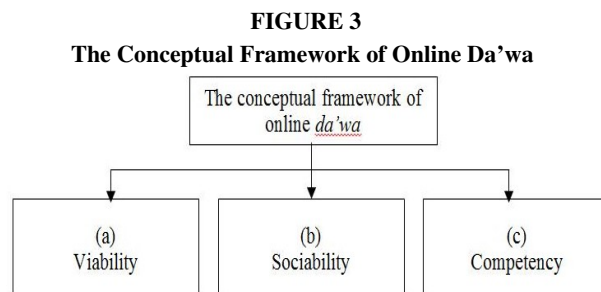 FIGURE 3
The Conceptual Framework of Online Da’wa
The conceptual framework of
online da’wa
(a)
Viability
(b)
Sociability
(c)
Competency